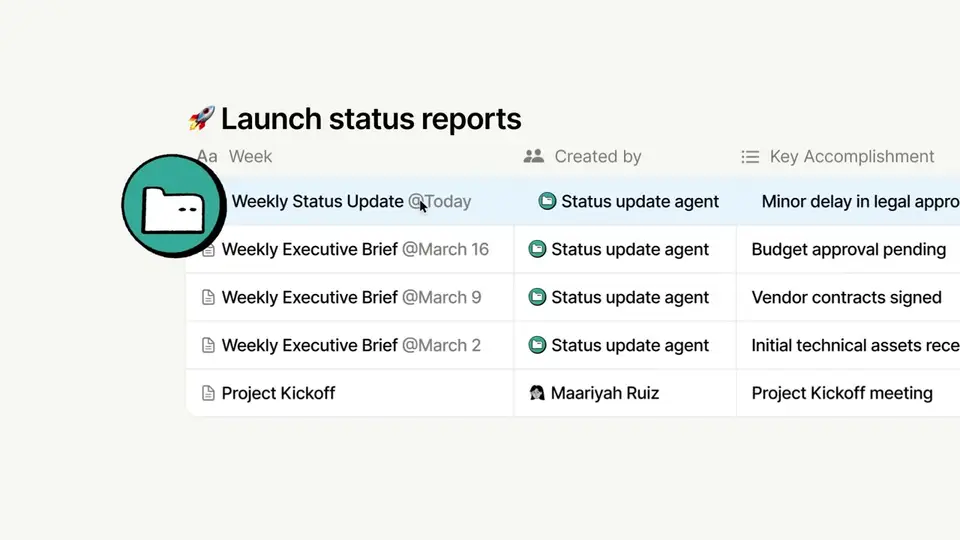 🚀 Launch status reports
Aa Week Created by Key Accomplishment
Weekly Status Update @Today Status update agent Minor delay in legal appro
Weekly Executive Brief @March 16 Status update agent Budget approval pending
Weekly Executive Brief @March 9 Status update agent Vendor contracts signed
Weekly Executive Brief @March 2 Status update agent Initial technical assets rece
Project Kickoff Maariyah Ruiz Project Kickoff meeting